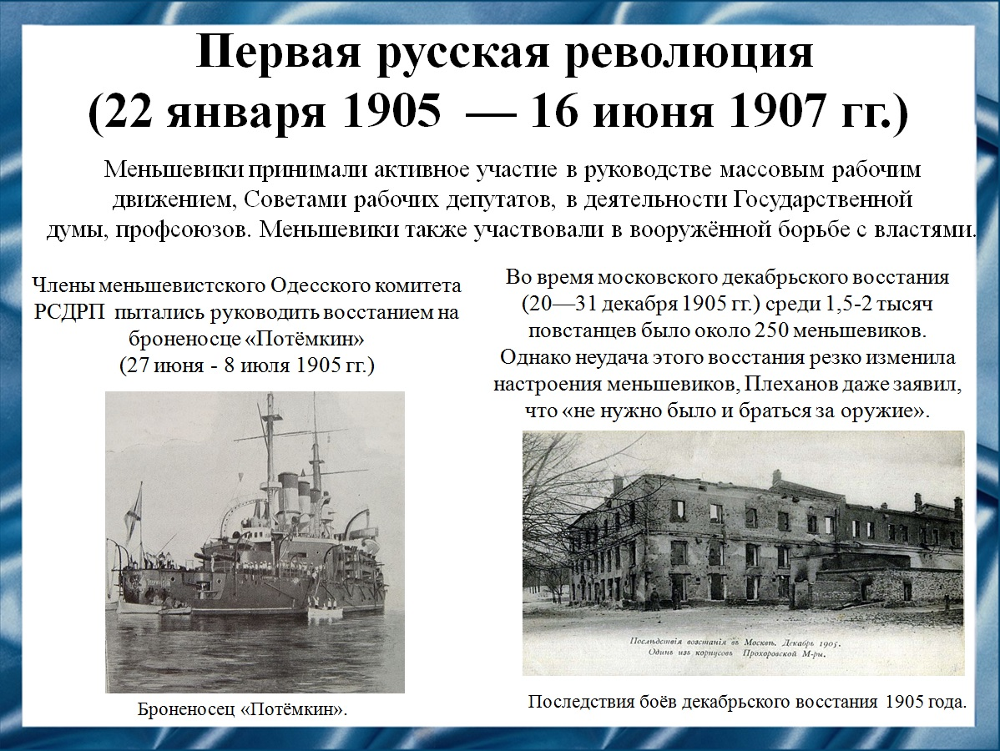 Первая русская революция
(22 января 1905 — 16 июня 1907 гг.)
Меньшевики принимали активное участие в руководстве массовым рабочим
движением, Советами рабочих депутатов, в деятельности Государственной
думы, профсоюзов. Меньшевики также участвовали в вооружённой борьбе с властями.
Члены меньшевистского Одесского комитета
РСДРП пытались руководить восстанием на
броненосце «Потёмкин»
(27 июня - 8 июля 1905 гг.)
Броненосец «Потёмкин».
Во время московского декабрьского восстания
(20—31 декабря 1905 гг.) среди 1,5-2 тысяч
повстанцев было около 250 меньшевиков.
Однако неудача этого восстания резко изменила
настроения меньшевиков, Плеханов даже заявил,
что «не нужно было и браться за оружие».
Послѣдствія возстанія въ Москвѣ. Декабрь 1905.
Одинъ изъ корпусовъ Прохоровской М-ры.
Последствия боёв декабрьского восстания 1905 года.